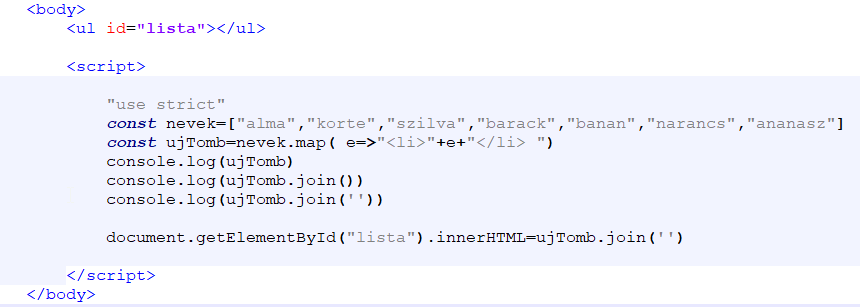 <body>
<ul id="lista"></ul>
<script>
"use strict"
const nevek=["alma","korte","szilva","barack","banan","narancs","ananasz"]
const ujTomb=nevek.map( e=>"<li>"+e+"</li> ")
console.log(ujTomb)
console.log(ujTomb.join())
console.log(ujTomb.join(''))
document.getElementById("lista").innerHTML=ujTomb.join('')
</script>
</body>